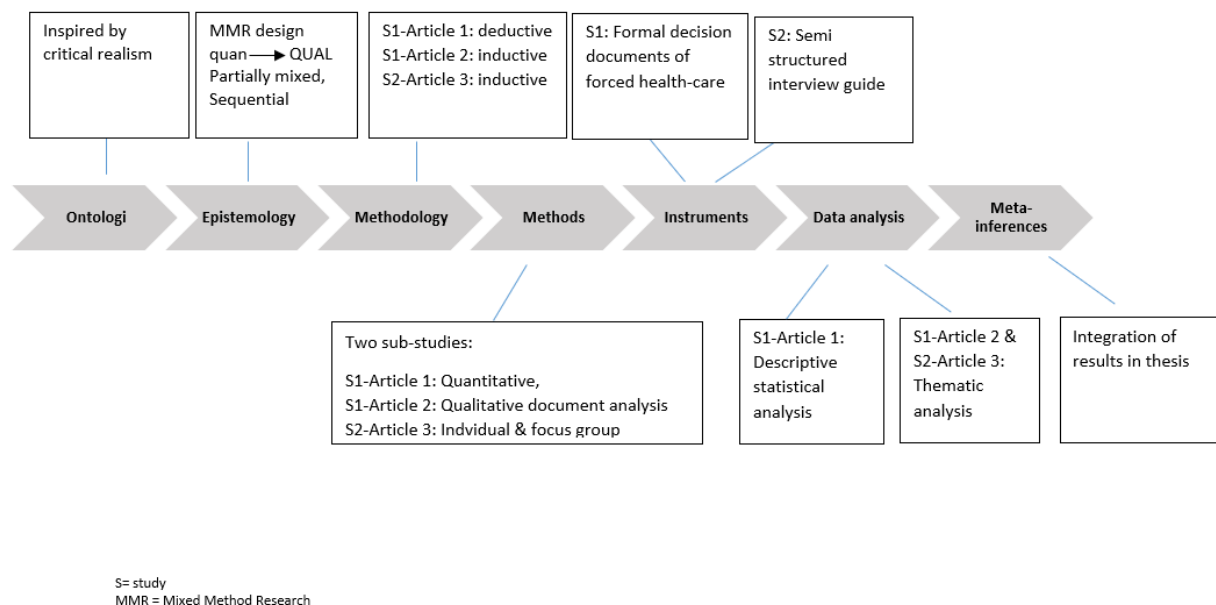 Inspired by
critical realism
MMR design
quan → QUAL
Partially mixed,
Sequential
S1-Article 1: deductive
S1-Article 2: inductive
S2-Article 3: inductive
S1: Formal decision
documents of
forced health-care
S2: Semi
structured
interview guide
Ontologi
Epistemology
Methodology
Methods
Instruments
Data analysis
Meta-
inferences
Two sub-studies:
S1-Article 1: Quantitative,
S1-Article 2: Qualitative document analysis
S2-Article 3: Indvidual & focus group
S1-Article 1:
Descriptive
statistical
analysis
S1-Article 2 &
S2-Article 3:
Thematic
analysis
Integration of
results in thesis
S= study
MMR = Mixed Method Research